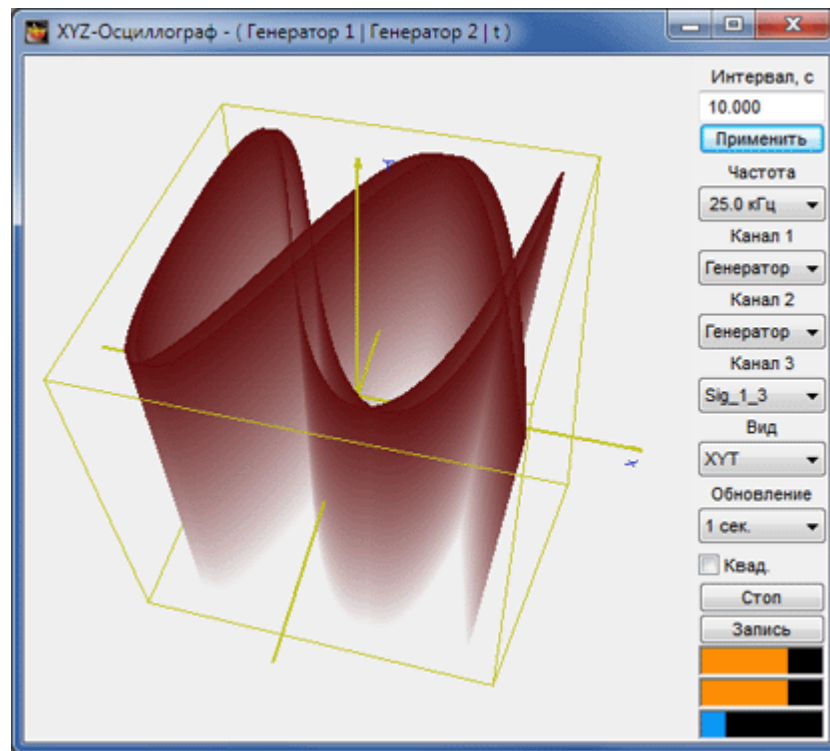 XYZ-Осциллограф - ( Генератор 1 | Генератор 2 | t )
Интервал, с
10.000
Применить
Частота
25.0 кГц
Канал 1
Генератор
Канал 2
Генератор
Канал 3
Sig_1_3
Вид
XYT
Обновление
1 сек.
Квад.
Стоп
Запись
x